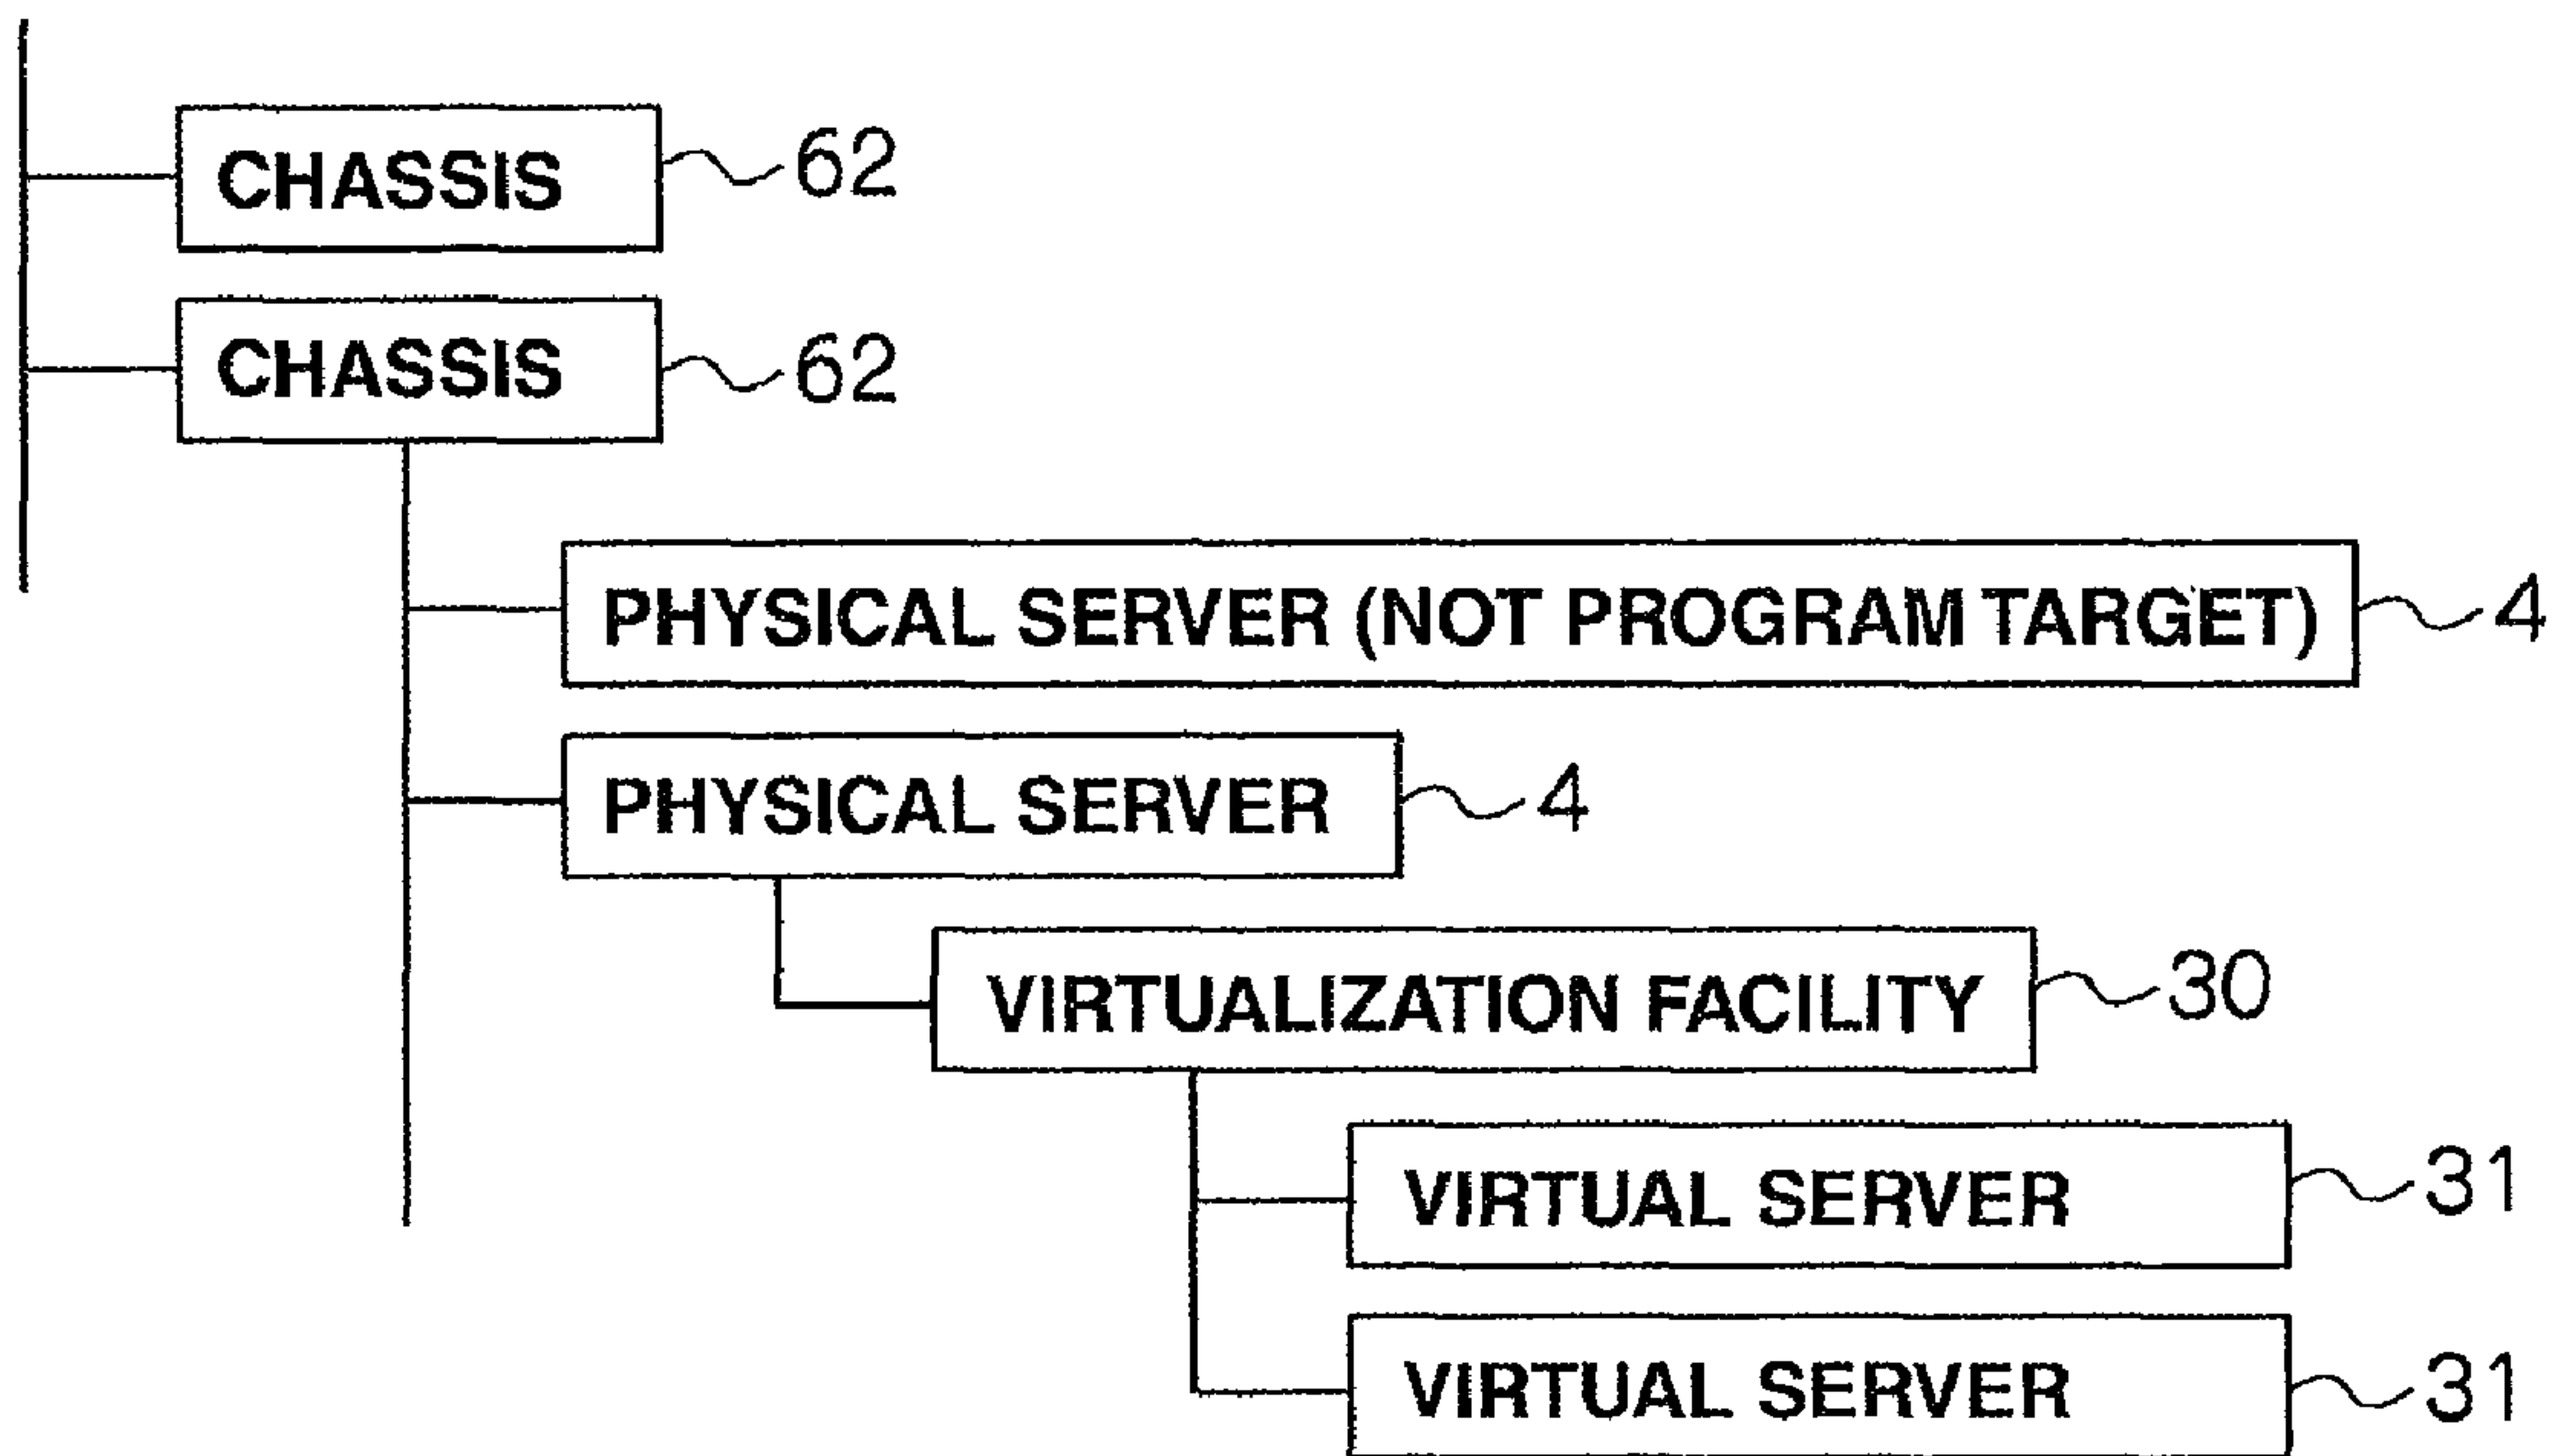 CHASSIS 62
CHASSIS 62
PHYSICAL SERVER (NOT PROGRAM TARGET) 4
PHYSICAL SERVER 4
VIRTUALIZATION FACILITY 30
VIRTUAL SERVER 31
VIRTUAL SERVER 31